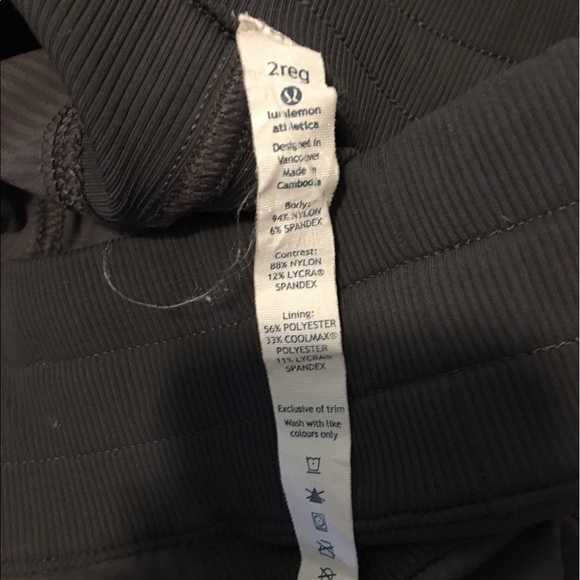 2reg
lululemon
athletica
Designed in
Vancouver
Made in
Cambodia
Body:
94% NYLON
6% SPANDEX
Contrast:
88% NYLON
12% LYCRA®
SPANDEX
Lining:
56% POLYESTER
33% COOLMAX®
POLYESTER
11% LYCRA®
SPANDEX
Exclusive of trim
Wash with like
colours only